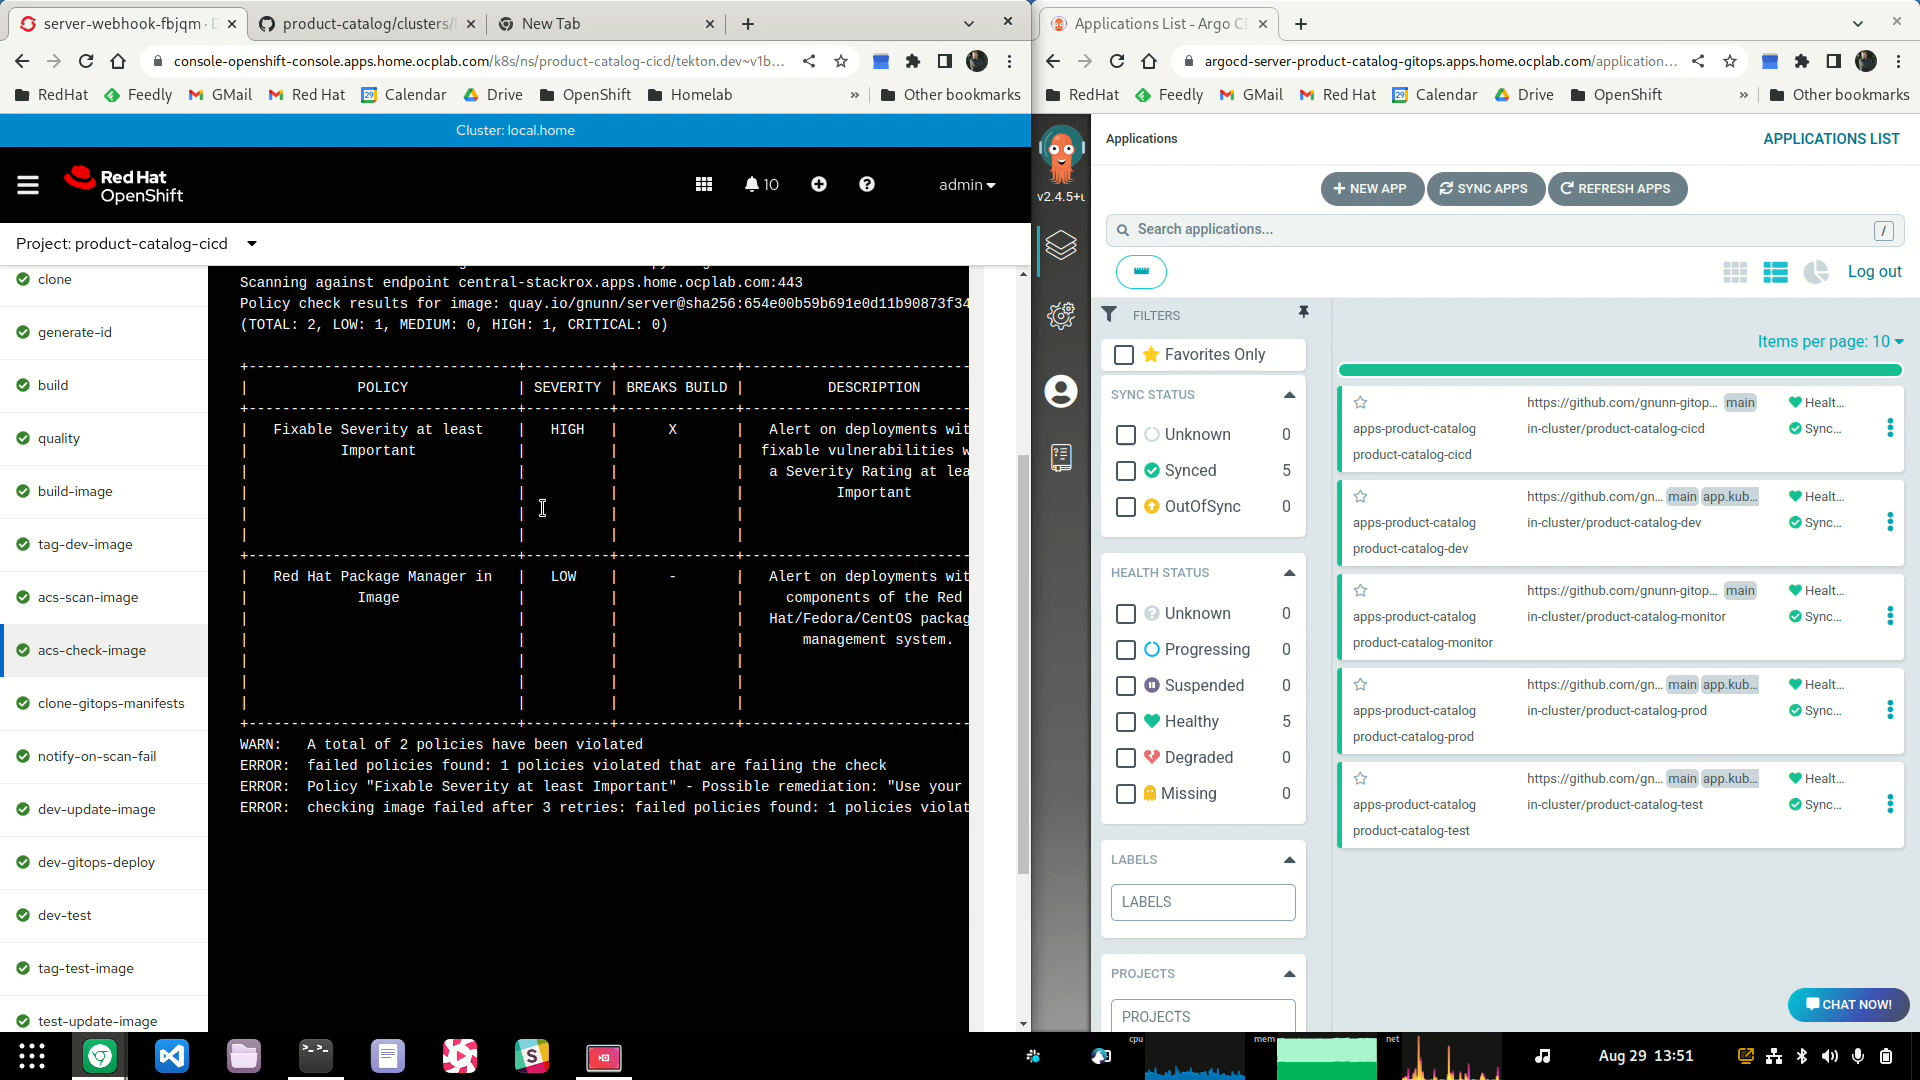 server-webhook-fbjqm · D
product-catalog/clusters/
New Tab
console-openshift-console.apps.home.ocplab.com/k8s/ns/product-catalog-cicd/tekton.dev~v1b...
RedHat
Feedly
GMail
Red Hat
Calendar
Drive
OpenShift
Homelab
»
Other bookmarks
Cluster: local.home
Red Hat
OpenShift
10
admin
Project: product-catalog-cicd
clone
generate-id
build
quality
build-image
tag-dev-image
acs-scan-image
acs-check-image
clone-gitops-manifests
notify-on-scan-fail
dev-update-image
dev-gitops-deploy
dev-test
tag-test-image
test-update-image
Scanning against endpoint central-stackrox.apps.home.ocplab.com:443
Policy check results for image: quay.io/gnunn/server@sha256:654e00b59b691e0d11b90873f34
(TOTAL: 2, LOW: 1, MEDIUM: 0, HIGH: 1, CRITICAL: 0)
| POLICY | SEVERITY | BREAKS BUILD | DESCRIPTION
| Fixable Severity at least | HIGH | X | Alert on deployments wit
| Important | | | fixable vulnerabilities w
| | | | a Severity Rating at lea
| | | | Important
| Red Hat Package Manager in | LOW | - | Alert on deployments wit
| Image | | | components of the Red
| | | | Hat/Fedora/CentOS packag
| | | | management system.
WARN: A total of 2 policies have been violated
ERROR: failed policies found: 1 policies violated that are failing the check
ERROR: Policy "Fixable Severity at least Important" - Possible remediation: "Use your
ERROR: checking image failed after 3 retries: failed policies found: 1 policies violat
Applications List - Argo C
argocd-server-product-catalog-gitops.apps.home.ocplab.com/application...
RedHat
Feedly
GMail
Red Hat
Calendar
Drive
OpenShift
»
Other bookmarks
v2.4.5+
Applications
APPLICATIONS LIST
NEW APP
SYNC APPS
REFRESH APPS
Search applications...
/
Log out
FILTERS
Favorites Only
SYNC STATUS
Unknown 0
Synced 5
OutOfSync 0
HEALTH STATUS
Unknown 0
Progressing 0
Suspended 0
Healthy 5
Degraded 0
Missing 0
LABELS
LABELS
PROJECTS
PROJECTS
Items per page: 10
https://github.com/gnunn-gitop... main Healt...
apps-product-catalog in-cluster/product-catalog-cicd Sync...
product-catalog-cicd
https://github.com/gn... main app.kub... Healt...
apps-product-catalog in-cluster/product-catalog-dev Sync...
product-catalog-dev
https://github.com/gnunn-gitop... main Healt...
apps-product-catalog in-cluster/product-catalog-monitor Sync...
product-catalog-monitor
https://github.com/gn... main app.kub... Healt...
apps-product-catalog in-cluster/product-catalog-prod Sync...
product-catalog-prod
https://github.com/gn... main app.kub... Healt...
apps-product-catalog in-cluster/product-catalog-test Sync...
product-catalog-test
CHAT NOW!
cpu
mem
net
Aug 29 13:51